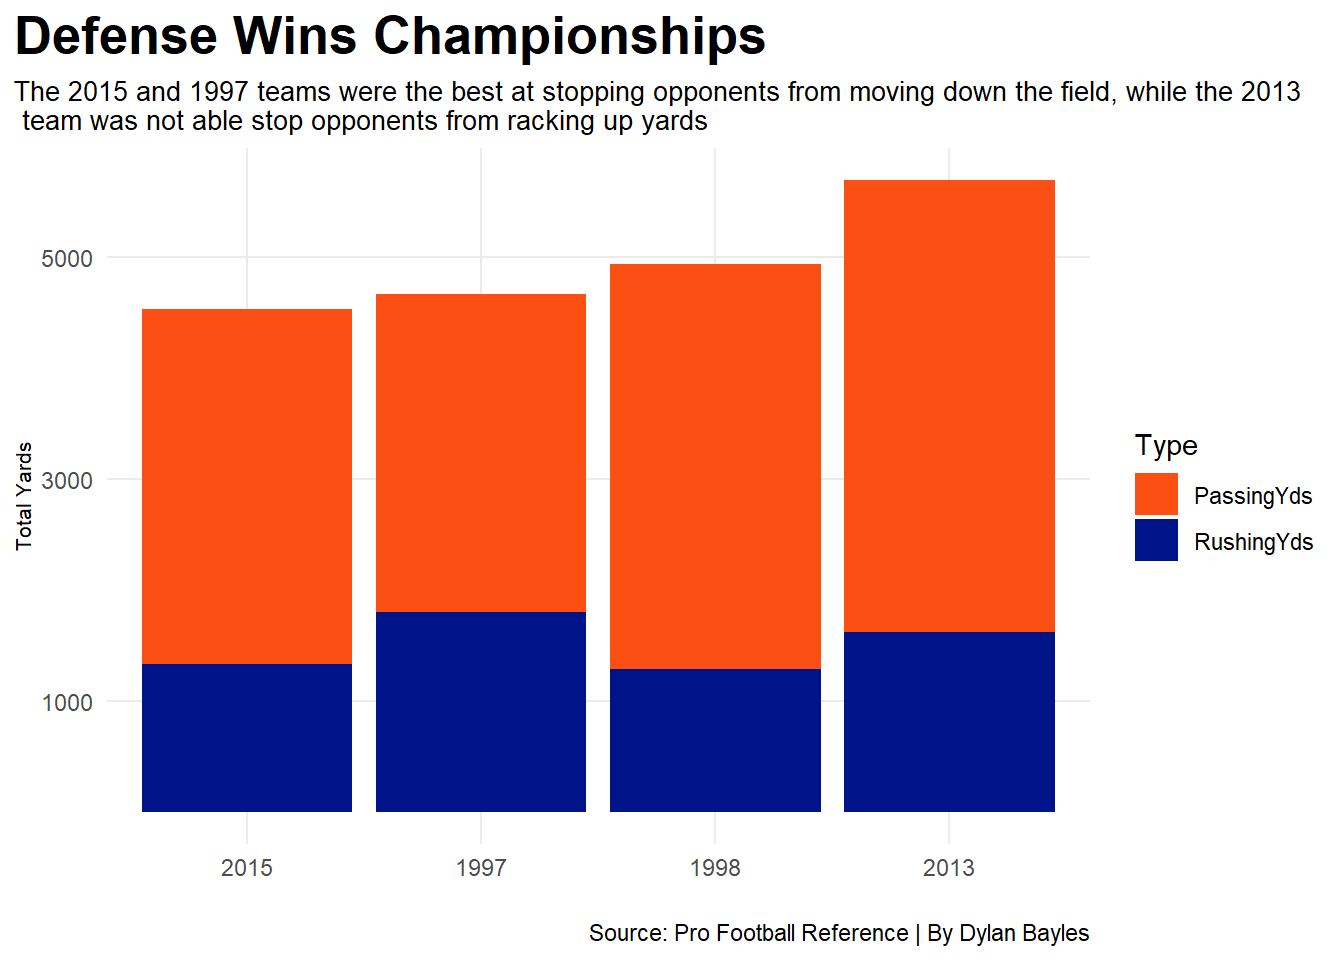 Defense Wins Championships
The 2015 and 1997 teams were the best at stopping opponents from moving down the field, while the 2013
team was not able stop opponents from racking up yards
Total Yards
5000
3000
1000
2015
1997
1998
2013
Type
PassingYds
RushingYds
Source: Pro Football Reference | By Dylan Bayles